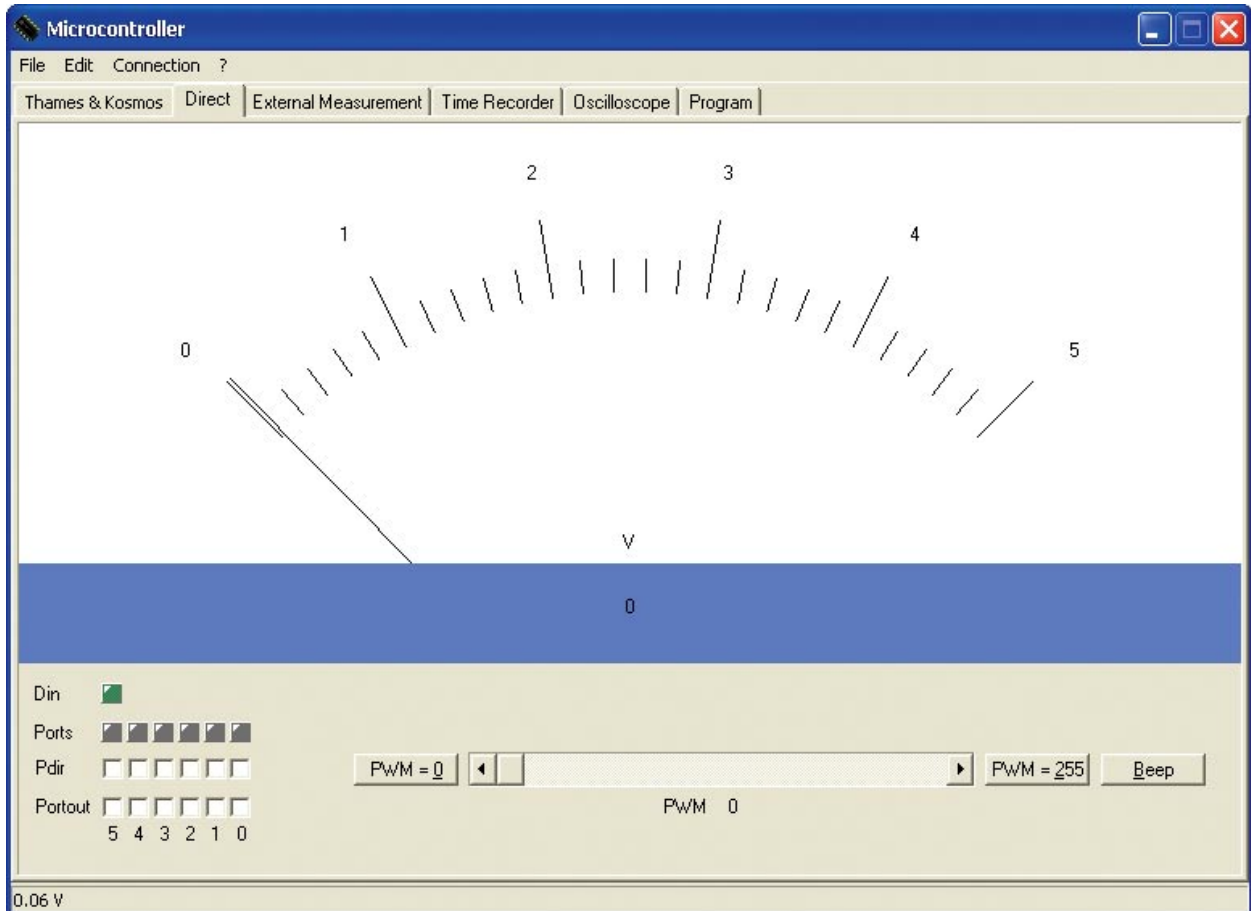 Microcontroller
File Edit Connection ?
Thames & Kosmos Direct External Measurement Time Recorder Oscilloscope Program
2 3
1 4
0 5
V
0
Din
Ports
Pdir
PWM = 0 PWM = 255 Beep
Portout PWM 0
5 4 3 2 1 0
0.06 V